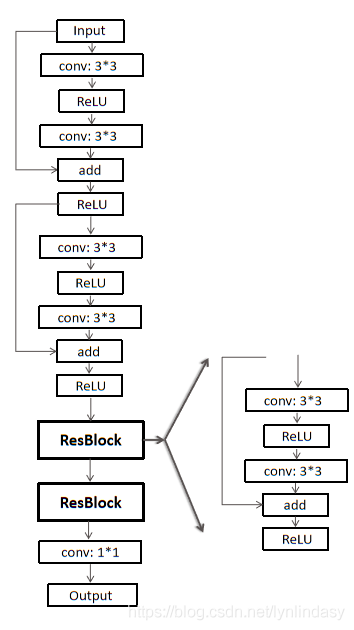 Input
conv: 3*3
ReLU
conv: 3*3
add
ReLU
conv: 3*3
ReLU
conv: 3*3
add
ReLU
ResBlock
ResBlock
conv: 1*1
Output
conv: 3*3
ReLU
conv: 3*3
add
ReLU
https://blog.csdn.net/lynlindasy